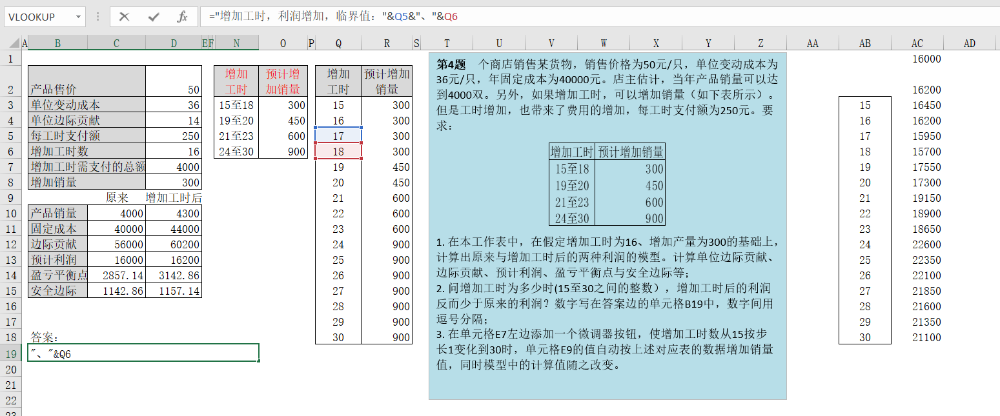 VLOOKUP fx ="增加工时，利润增加，临界值："&Q5&"、"&Q6
A B C D E F N O P Q R S T U V W X Y Z AA AB AC AD
1 16000
增加 预计增 增加 预计增加
2 产品售价 50 工时 加销量 工时 销量 16200
3 单位变动成本 36 15至18 300 15 300 15 16450
4 单位边际贡献 14 19至20 450 16 300 16 16200
5 每工时支付额 250 21至23 600 17 300 17 15950
6 增加工时数 16 24至30 900 18 300 18 15700
7 增加工时需支付的总额 4000 19 450 19 17550
8 增加销量 300 20 450 20 17300
9 原来 增加工时后 21 600 21 19150
10 产品销量 4000 4300 22 600 22 18900
11 固定成本 40000 44000 23 600 23 18650
12 边际贡献 56000 60200 24 900 24 22600
13 预计利润 16000 16200 25 900 25 22350
14 盈亏平衡点 2857.14 3142.86 26 900 26 22100
15 安全边际 1142.86 1157.14 27 900 27 21850
16 28 900 28 21600
17 29 900 29 21350
18 答案： 30 900 30 21100
19 "、"&Q6
20
21
22
23
第4题 个商店销售某货物，销售价格为50元/只，单位变动成本为
36元/只，年固定成本为40000元。店主估计，当年产品销量可以达
到4000双。另外，如果增加工时，可以增加销量（如下表所示）。
但是工时增加，也带来了费用的增加，每工时支付额为250元。要
求：
增加工时 预计增加销量
15至18 300
19至20 450
21至23 600
24至30 900
1. 在本工作表中，在假定增加工时为16、增加产量为300的基础上，
计算出原来与增加工时后的两种利润的模型。计算单位边际贡献、
边际贡献、预计利润、盈亏平衡点与安全边际等；
2. 问增加工时为多少时(15至30之间的整数），增加工时后的利润
反而少于原来的利润？数字写在答案边的单元格B19中，数字间用
逗号分隔；
3. 在单元格E7左边添加一个微调器按钮，使增加工时数从15按步
长1变化到30时，单元格E9的值自动按上述对应表的数据增加销量
值，同时模型中的计算值随之改变。